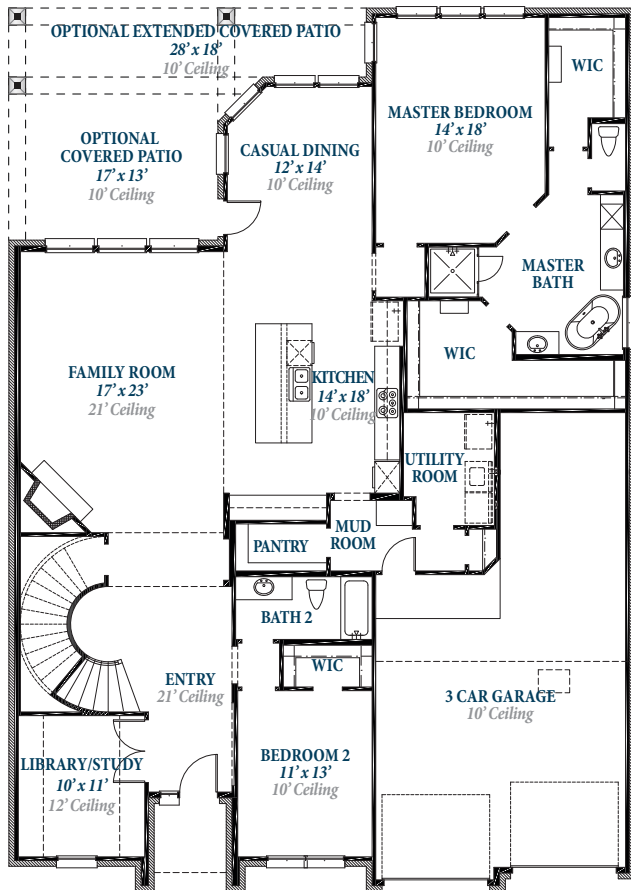 OPTIONAL EXTENDED COVERED PATIO
28' x 18'
10' Ceiling
WIC
MASTER BEDROOM
14' x 18'
10' Ceiling
OPTIONAL
COVERED PATIO
17' x 13'
10' Ceiling
CASUAL DINING
12' x 14'
10' Ceiling
MASTER
BATH
WIC
FAMILY ROOM
17' x 23'
21' Ceiling
KITCHEN
14' x 18'
10' Ceiling
UTILITY
ROOM
MUD
ROOM
PANTRY
BATH 2
WIC
ENTRY
21' Ceiling
3 CAR GARAGE
10' Ceiling
LIBRARY/STUDY
10' x 11'
12' Ceiling
BEDROOM 2
11' x 13'
10' Ceiling